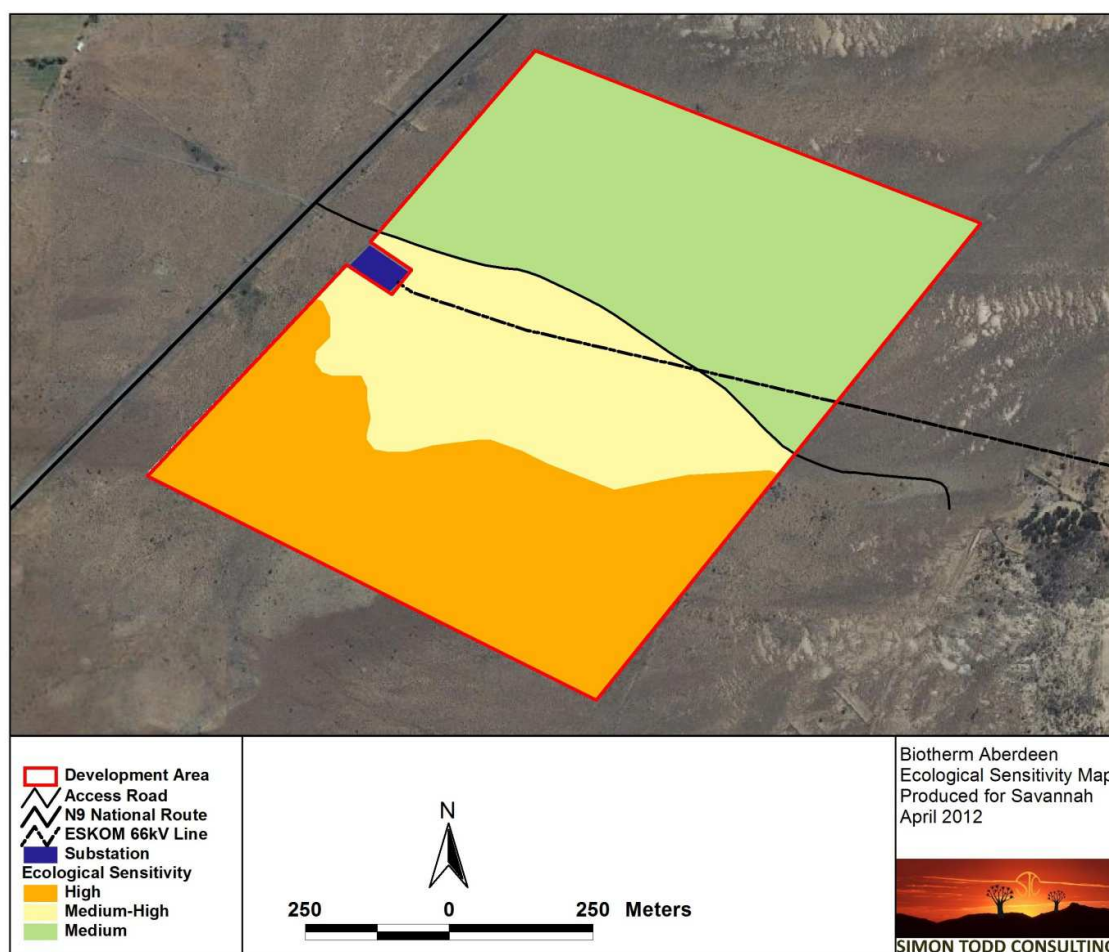 Development Area
Access Road
N9 National Route
ESKOM 66kV Line
Substation
Ecological Sensitivity
High
Medium-High
Medium
N
250 0 250 Meters
Biotherm Aberdeen
Ecological Sensitivity Map
Produced for Savannah
April 2012
STC
SIMON TODD CONSULTING